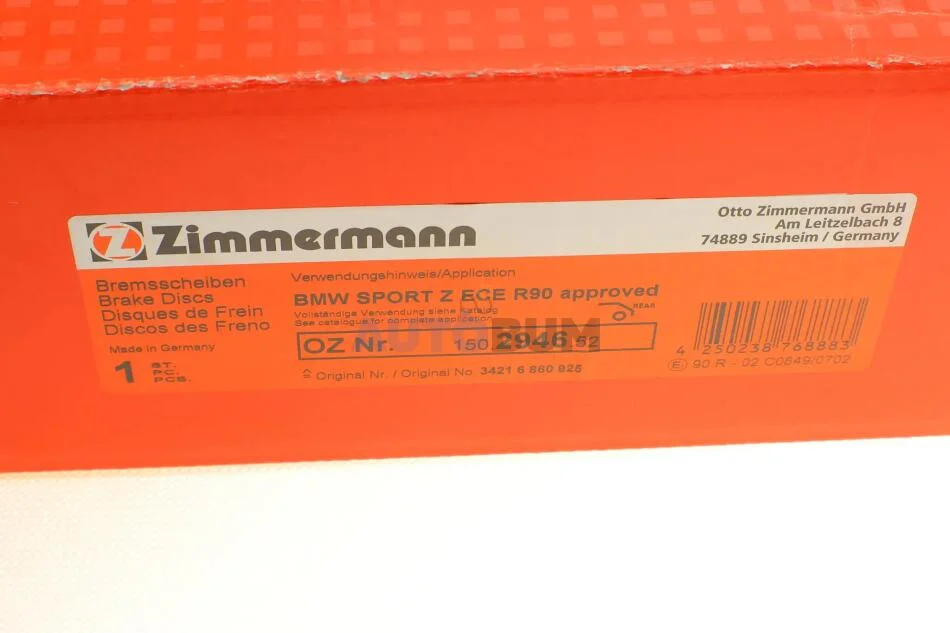 Zimmermann
Otto Zimmermann GmbH
Am Leitzelbach 8
74889 Sinsheim / Germany
Bremsscheiben
Brake Discs
Disques de Frein
Discos des Freno
Made in Germany
1 ST.
PC.
PCS.
Verwendungshinweis/Application
BMW SPORT Z ECE R90 approved
Vollständige Verwendung siehe Katalog
See catalogue for complete application
REAR
OZ Nr. 150.2946.52
AUTOBUM
≙ Original Nr. / Original No. 3421 6 860 925
4 250238 768883
E1 90 R - 02 C0849/0702